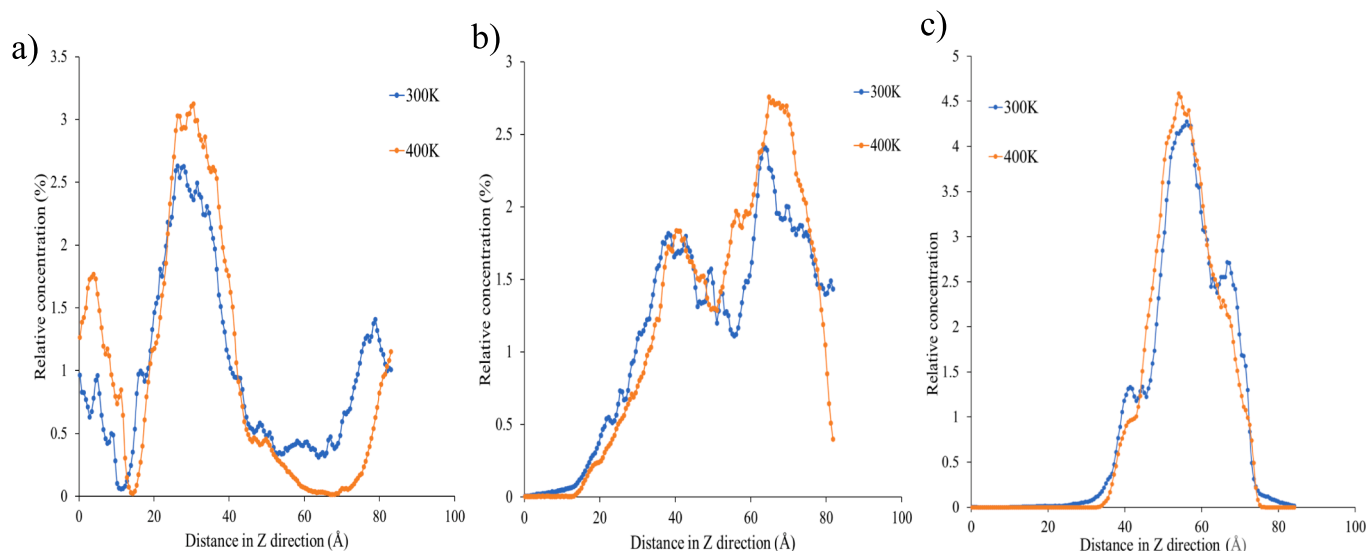 a)
3.5
3
2.5
2
1.5
1
0.5
0
0
20
40
60
80
100
Relative concentration (%)
Distance in Z direction (Å)
300K
400K
b)
3
2.5
2
1.5
1
0.5
0
0
20
40
60
80
100
Relative concentration (%)
Distance in Z direction (Å)
300K
400K
c)
5
4.5
4
3.5
3
2.5
2
1.5
1
0.5
0
0
20
40
60
80
100
Relative concentration
Distance in Z direction (Å)
300K
400K